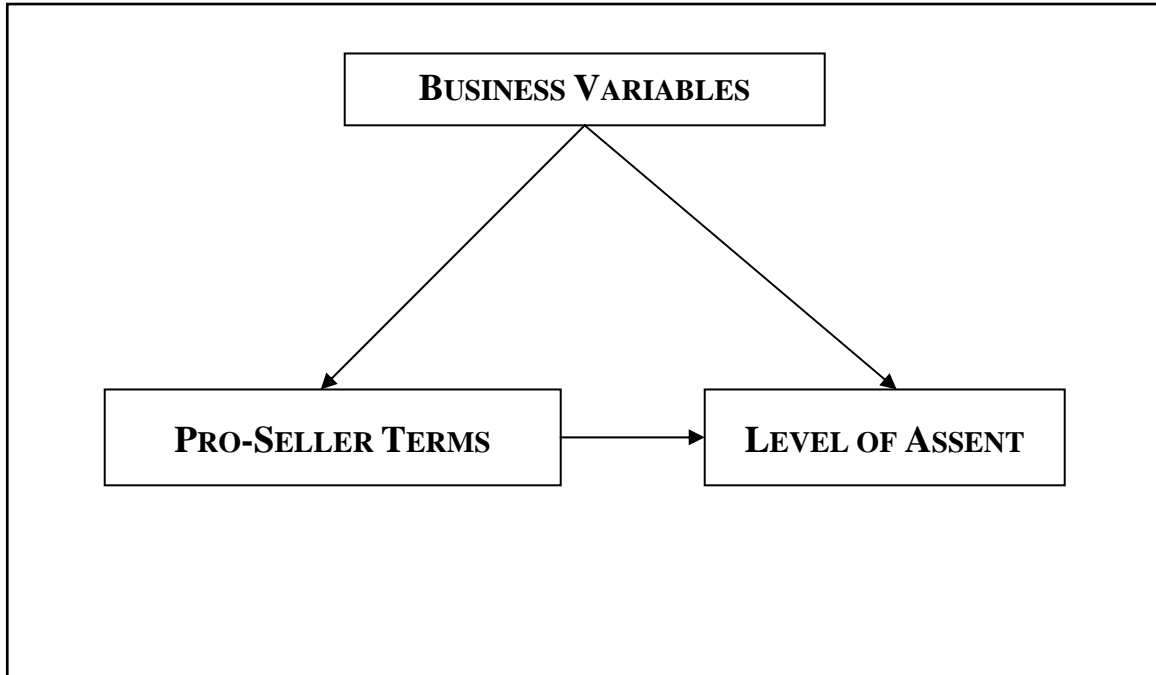 BUSINESS VARIABLES
PRO-SELLER TERMS
LEVEL OF ASSENT